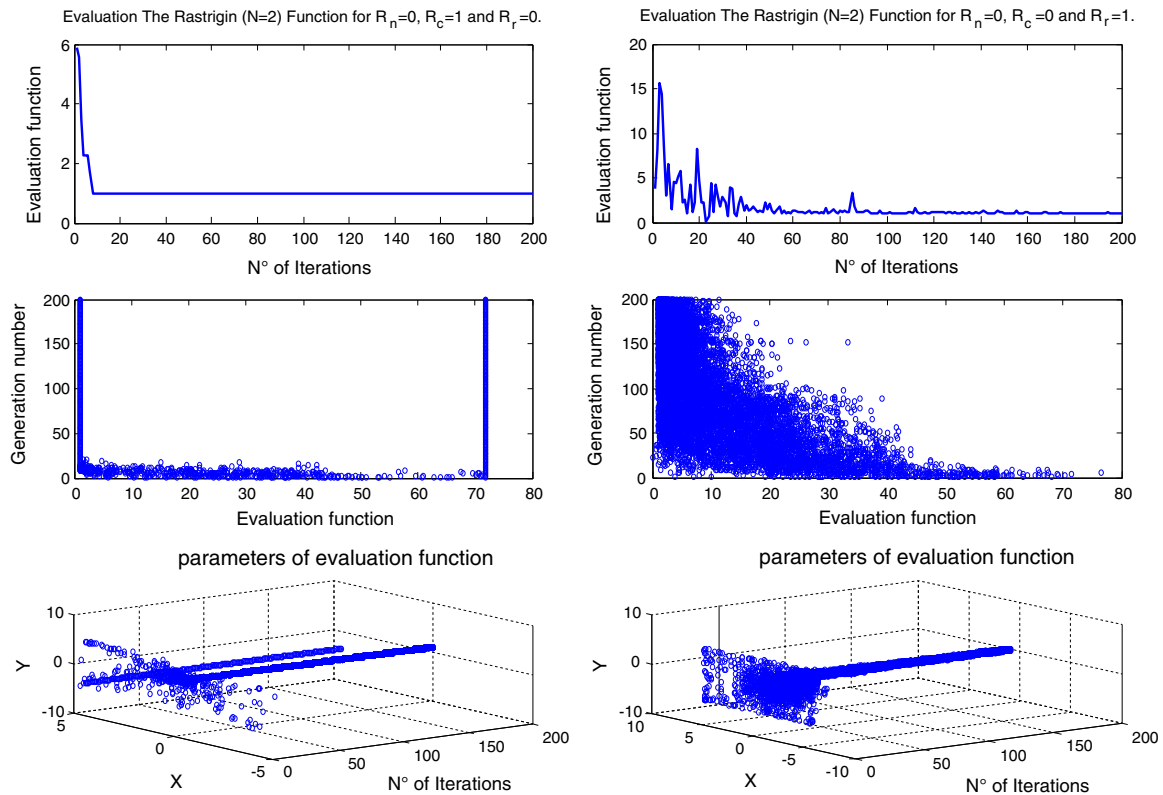 Evaluation The Rastrigin (N=2) Function for Rn=0, Rc=1 and Rr=0.
6
4
2
0
Evaluation function
0 20 40 60 80 100 120 140 160 180 200
N° of Iterations
200
150
100
50
0
Generation number
0 10 20 30 40 50 60 70 80
Evaluation function
parameters of evaluation function
10
0
-10
Y
5
0
-5
X
0
50
100
150
200
N° of Iterations
Evaluation The Rastrigin (N=2) Function for Rn=0, Rc=0 and Rr=1.
20
15
10
5
0
Evaluation function
0 20 40 60 80 100 120 140 160 180 200
N° of Iterations
200
150
100
50
0
Generation number
0 10 20 30 40 50 60 70 80
Evaluation function
parameters of evaluation function
10
0
-10
Y
10
5
0
-5
-10
X
0
50
100
150
200
N° of Iterations